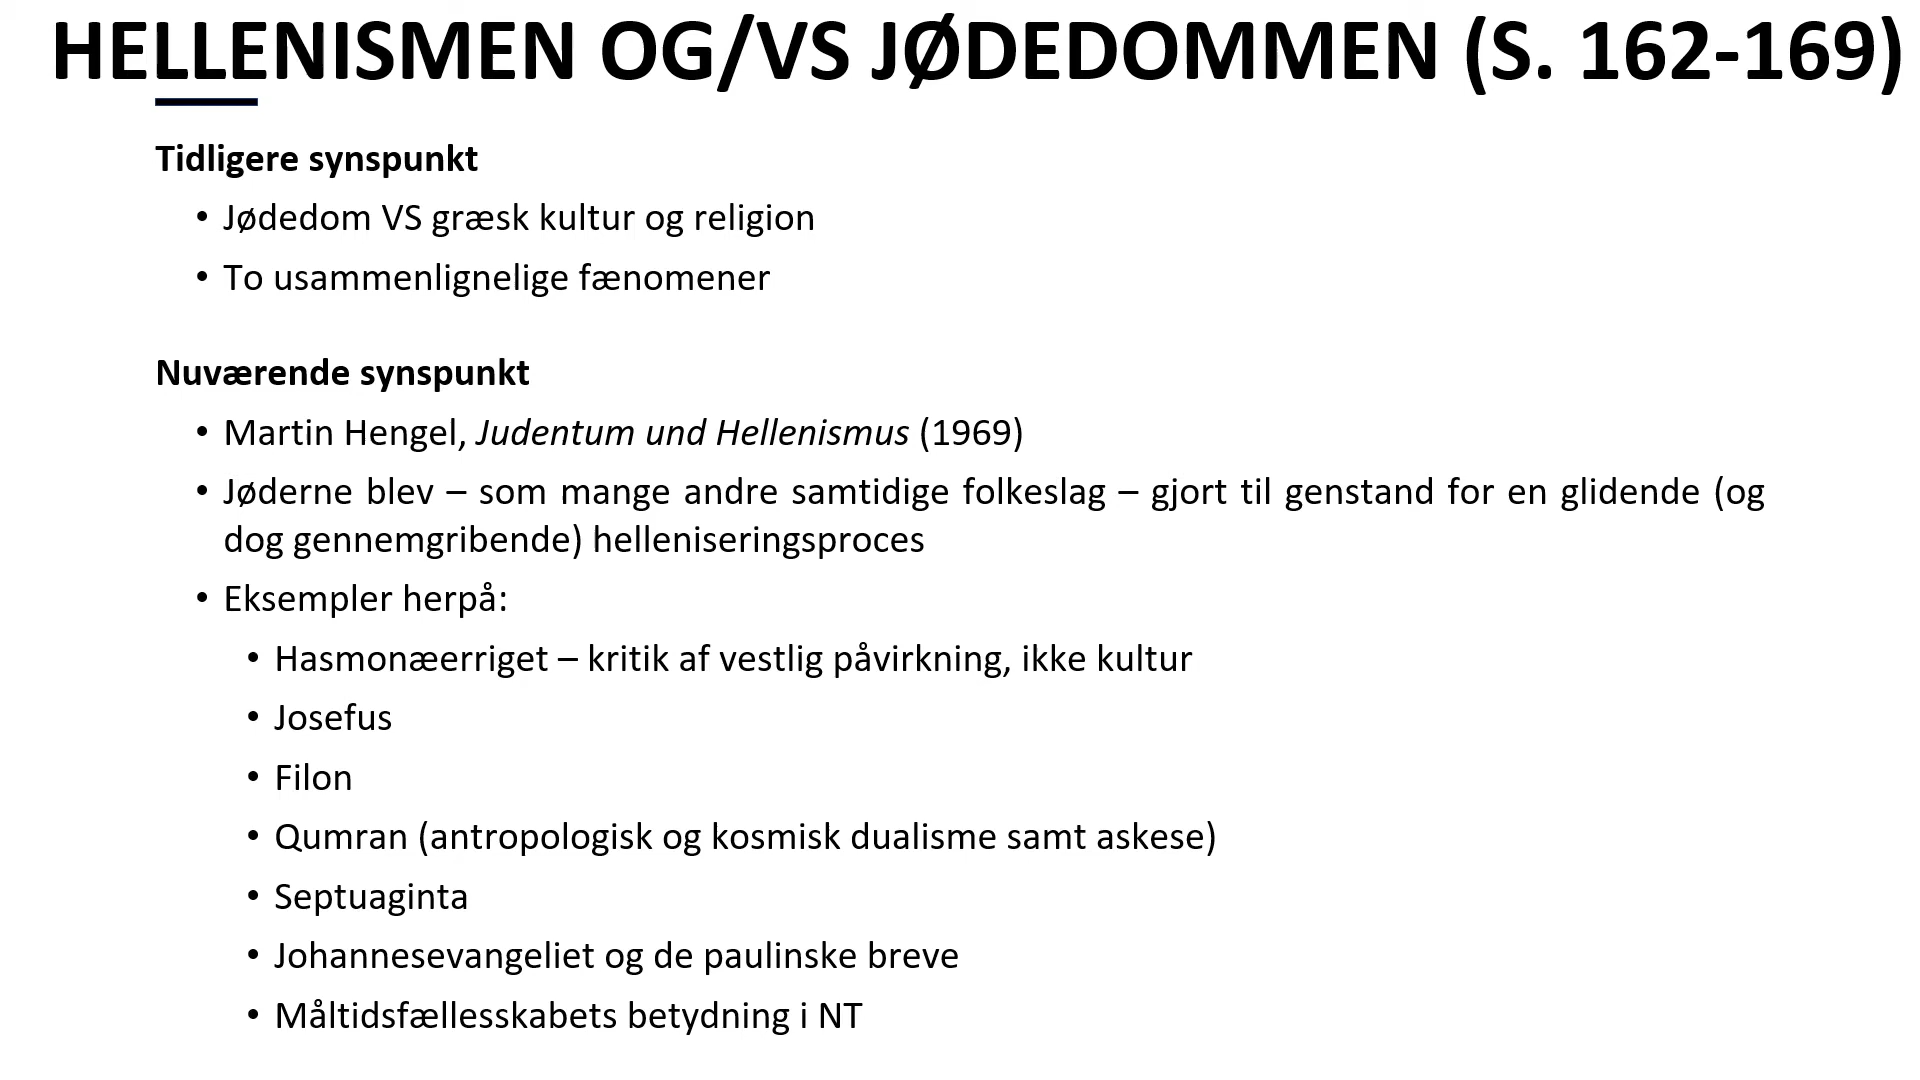 HELLENISMEN OG/VS JØDEDOMMEN (S. 162-169)
Tidligere synspunkt
• Jødedom VS græsk kultur og religion
• To usammenlignelige fænomener
Nuværende synspunkt
• Martin Hengel, Judentum und Hellenismus (1969)
• Jøderne blev – som mange andre samtidige folkeslag – gjort til genstand for en glidende (og
dog gennemgribende) helleniseringsproces
• Eksempler herpå:
• Hasmonæerriget – kritik af vestlig påvirkning, ikke kultur
• Josefus
• Filon
• Qumran (antropologisk og kosmisk dualisme samt askese)
• Septuaginta
• Johannesevangeliet og de paulinske breve
• Måltidsfællesskabets betydning i NT